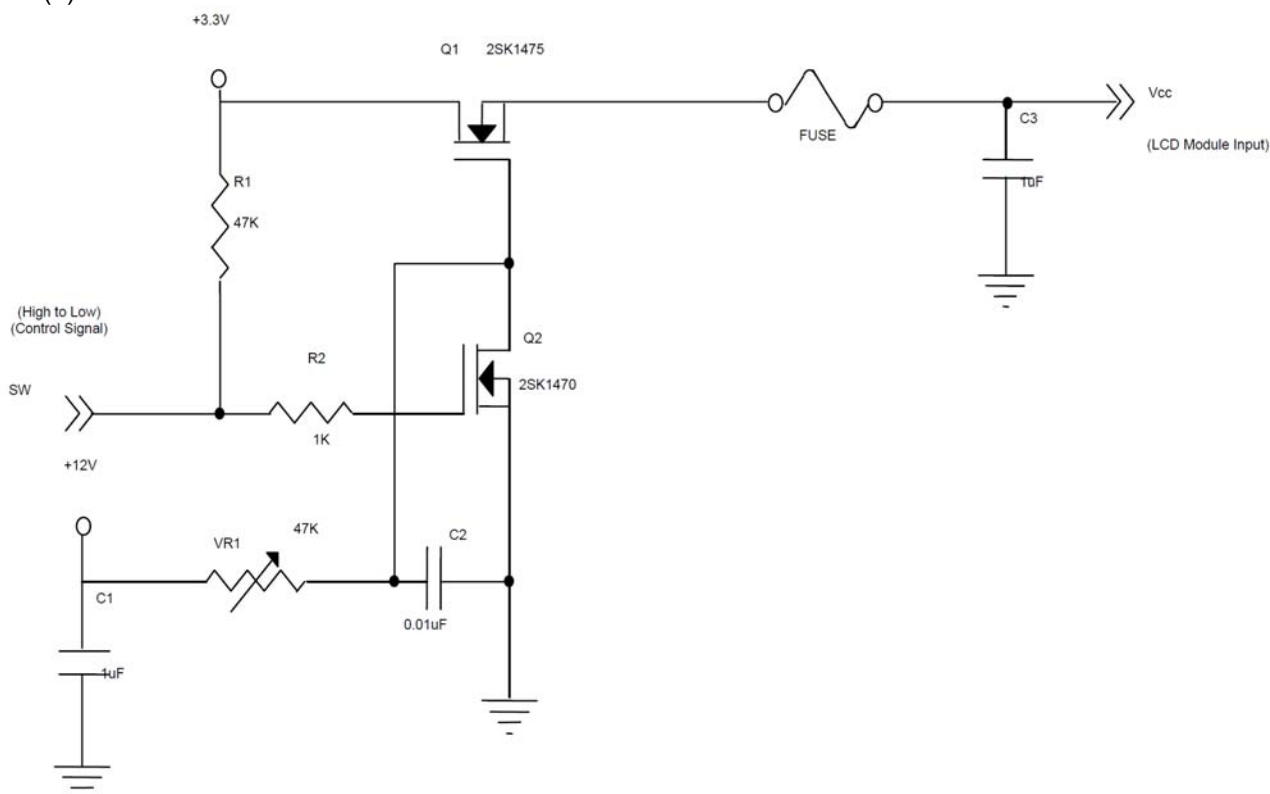 +3.3V
Q1 2SK1475
Vcc
FUSE
C3
(LCD Module Input)
R1
1uF
47K
(High to Low)
(Control Signal)
Q2
R2
2SK1470
SW
1K
+12V
47K
VR1
C2
C1
0.01uF
1uF